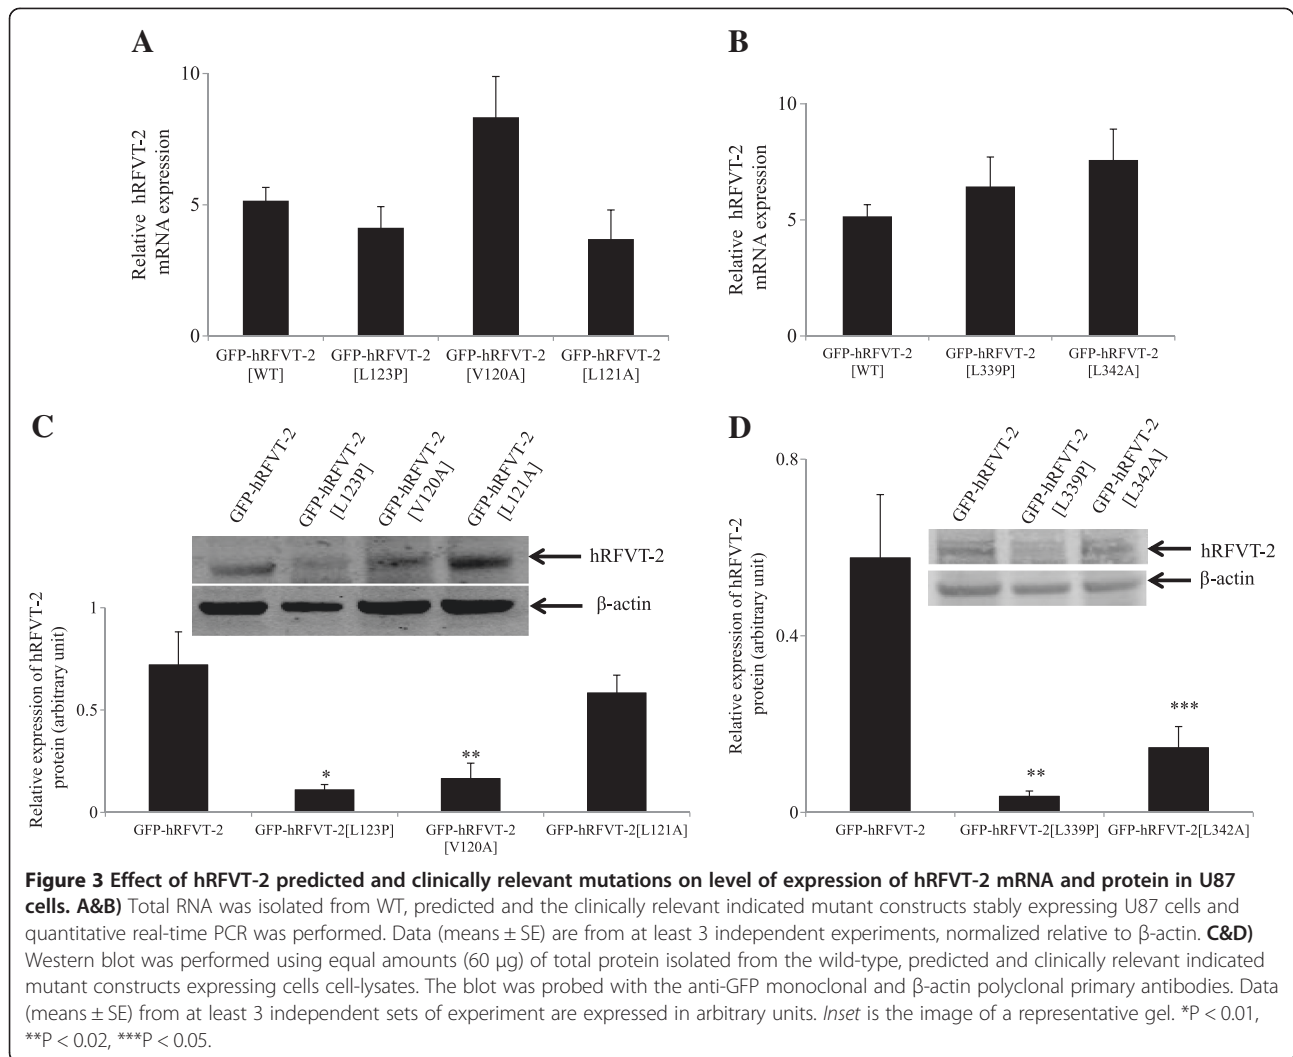 A
10
5
0
Relative hRFVT-2
mRNA expression
GFP-hRFVT-2
[WT]
GFP-hRFVT-2
[L123P]
GFP-hRFVT-2
[V120A]
GFP-hRFVT-2
[L121A]
B
10
5
0
Relative hRFVT-2
mRNA expression
GFP-hRFVT-2
[WT]
GFP-hRFVT-2
[L339P]
GFP-hRFVT-2
[L342A]
C
GFP-hRFVT-2
GFP-hRFVT-2
[L123P]
GFP-hRFVT-2
[V120A]
GFP-hRFVT-2
[L121A]
hRFVT-2
β-actin
1
0.5
0
Relative expression of hRFVT-2
protein (arbitrary unit)
*
**
GFP-hRFVT-2
GFP-hRFVT-2[L123P]
GFP-hRFVT-2
[V120A]
GFP-hRFVT-2[L121A]
D
GFP-hRFVT-2
GFP-hRFVT-2
[L339P]
GFP-hRFVT-2
[L342A]
hRFVT-2
β-actin
0.8
0.4
0
Relative expression of hRFVT-2
protein (arbitrary unit)
**
***
GFP-hRFVT-2
GFP-hRFVT-2[L339P]
GFP-hRFVT-2[L342A]
Figure 3 Effect of hRFVT-2 predicted and clinically relevant mutations on level of expression of hRFVT-2 mRNA and protein in U87
cells. A&B) Total RNA was isolated from WT, predicted and the clinically relevant indicated mutant constructs stably expressing U87 cells and
quantitative real-time PCR was performed. Data (means ± SE) are from at least 3 independent experiments, normalized relative to β-actin. C&D)
Western blot was performed using equal amounts (60 μg) of total protein isolated from the wild-type, predicted and clinically relevant indicated
mutant constructs expressing cells cell-lysates. The blot was probed with the anti-GFP monoclonal and β-actin polyclonal primary antibodies. Data
(means ± SE) from at least 3 independent sets of experiment are expressed in arbitrary units. Inset is the image of a representative gel. *P < 0.01,
**P < 0.02, ***P < 0.05.